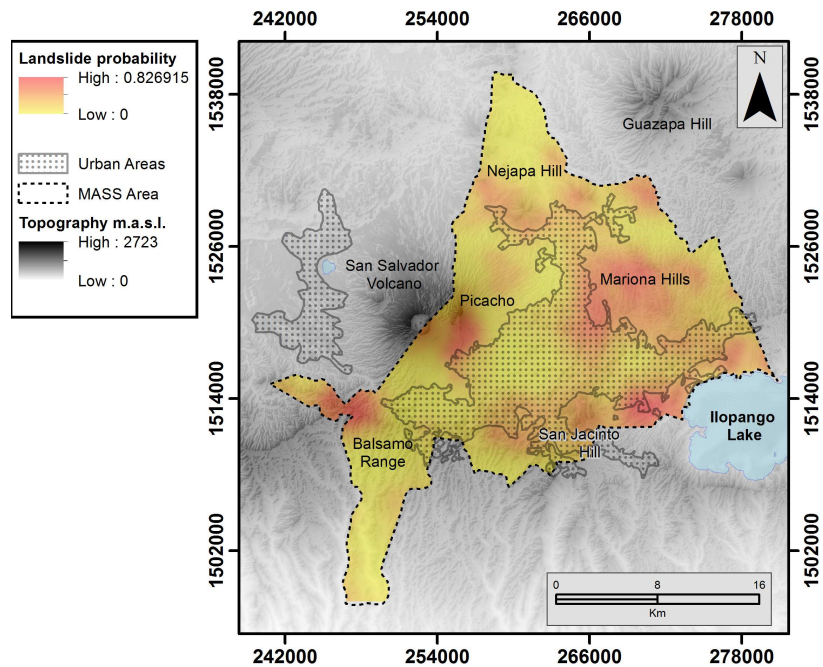 242000 254000 266000 278000
Landslide probability
High : 0.826915
Low : 0
Urban Areas
MASS Area
Topography m.a.s.l.
High : 2723
Low : 0
1538000
1526000
1514000
1502000
N
Guazapa Hill
Nejapa Hill
San Salvador
Volcano
Mariona Hills
Picacho
Ilopango
Lake
San Jacinto
Hill
Balsamo
Range
0 8 16
Km
1538000
1526000
1514000
1502000
242000 254000 266000 278000